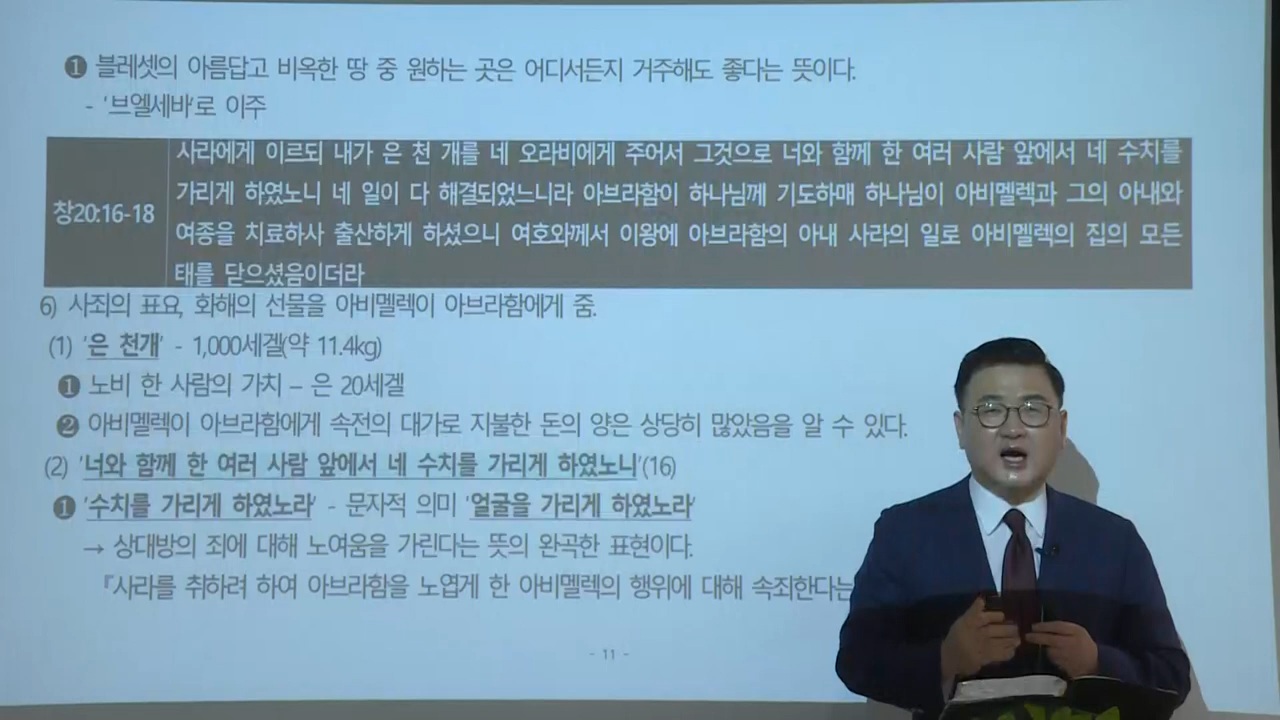 ❶ 블레셋의 아름답고 비옥한 땅 중 원하는 곳은 어디서든지 거주해도 좋다는 뜻이다.
- '브엘세바'로 이주
창20:16-18
사라에게 이르되 내가 은 천 개를 네 오라비에게 주어서 그것으로 너와 함께 한 여러 사람 앞에서 네 수치를
가리게 하였노니 네 일이 다 해결되었느니라 아브라함이 하나님께 기도하매 하나님이 아비멜렉과 그의 아내와
여종을 치료하사 출산하게 하셨으니 여호와께서 이왕에 아브라함의 아내 사라의 일로 아비멜렉의 집의 모든
태를 닫으셨음이더라
6) 사죄의 표요, 화해의 선물을 아비멜렉이 아브라함에게 줌.
(1) '은 천개' - 1,000세겔(약 11.4kg)
❶ 노비 한 사람의 가치 – 은 20세겔
❷ 아비멜렉이 아브라함에게 속전의 대가로 지불한 돈의 양은 상당히 많았음을 알 수 있다.
(2) '너와 함께 한 여러 사람 앞에서 네 수치를 가리게 하였노니'(16)
❶ '수치를 가리게 하였노라' - 문자적 의미 '얼굴을 가리게 하였노라'
→ 상대방의 죄에 대해 노여움을 가린다는 뜻의 완곡한 표현이다.
『사라를 취하려 하여 아브라함을 노엽게 한 아비멜렉의 행위에 대해 속죄한다는
- 11 -